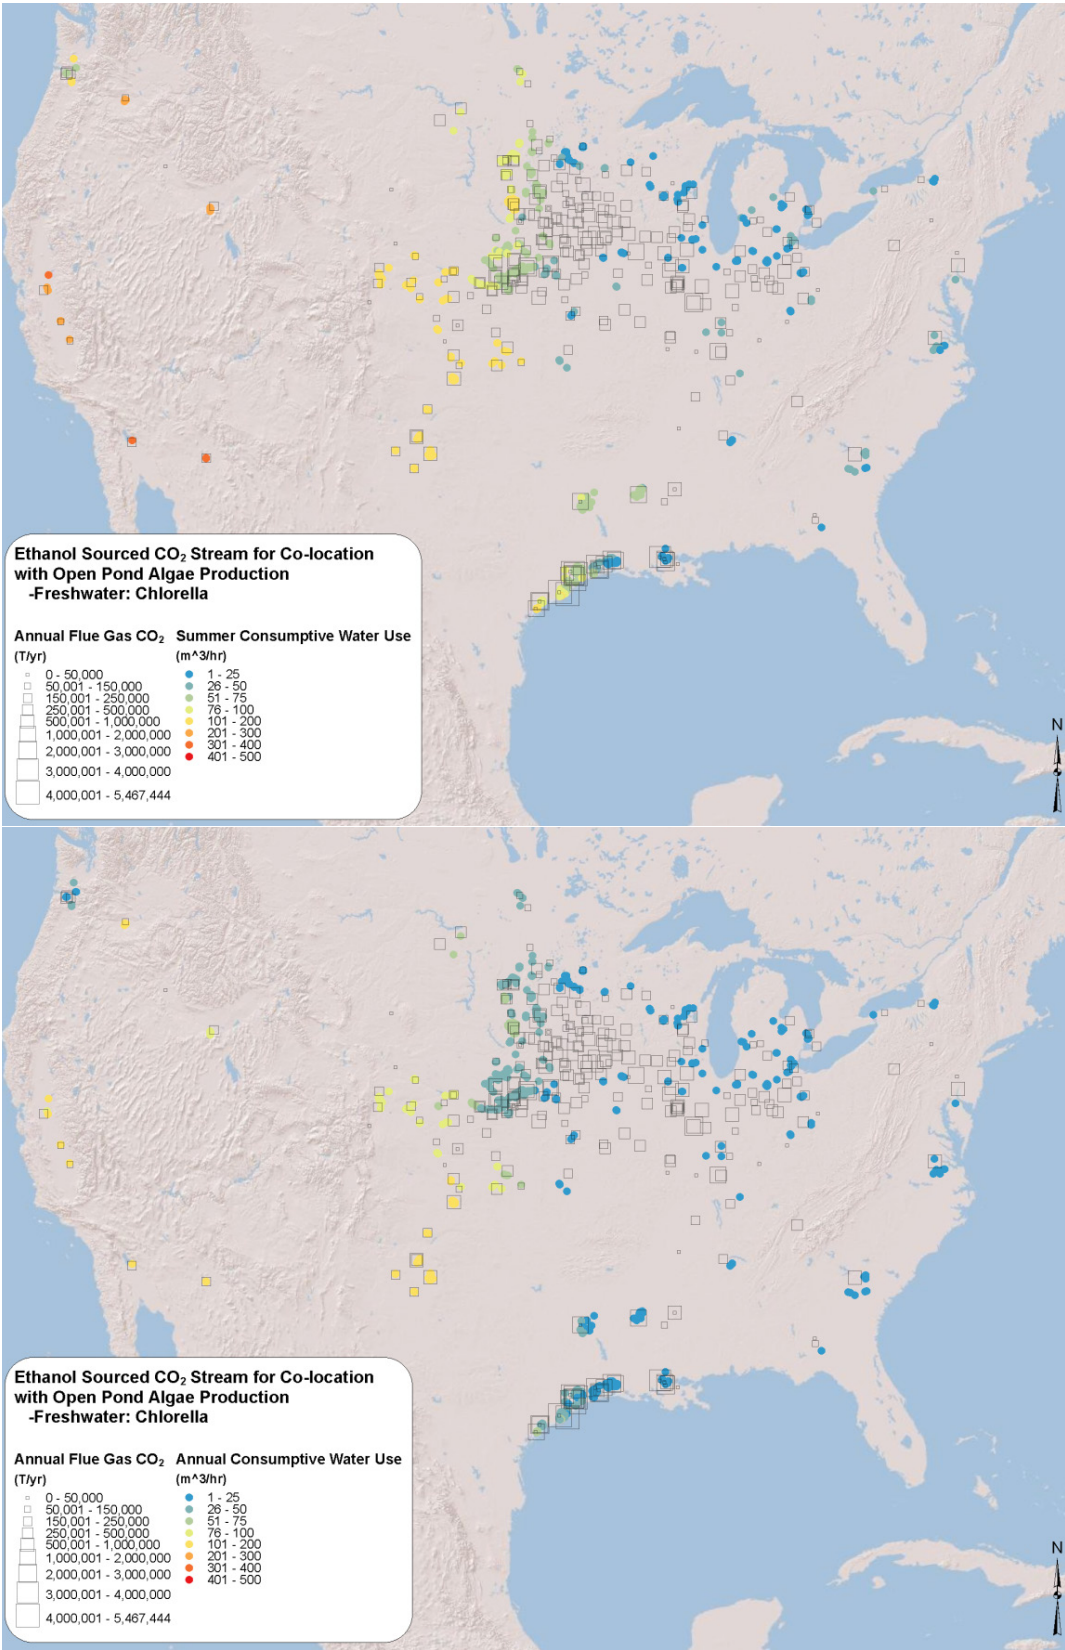 N
Ethanol Sourced CO₂ Stream for Co-location
with Open Pond Algae Production
-Freshwater: Chlorella
Annual Flue Gas CO₂ Summer Consumptive Water Use
(T/yr) (m^3/hr)
0 - 50,000 1 - 25
50,001 - 150,000 26 - 50
150,001 - 250,000 51 - 75
250,001 - 500,000 76 - 100
500,001 - 1,000,000 101 - 200
1,000,001 - 2,000,000 201 - 300
2,000,001 - 3,000,000 301 - 400
3,000,001 - 4,000,000 401 - 500
4,000,001 - 5,467,444
N
Ethanol Sourced CO₂ Stream for Co-location
with Open Pond Algae Production
-Freshwater: Chlorella
Annual Flue Gas CO₂ Annual Consumptive Water Use
(T/yr) (m^3/hr)
0 - 50,000 1 - 25
50,001 - 150,000 26 - 50
150,001 - 250,000 51 - 75
250,001 - 500,000 76 - 100
500,001 - 1,000,000 101 - 200
1,000,001 - 2,000,000 201 - 300
2,000,001 - 3,000,000 301 - 400
3,000,001 - 4,000,000 401 - 500
4,000,001 - 5,467,444